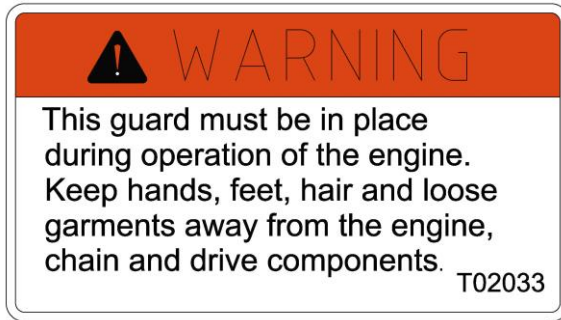 WARNING
This guard must be in place
during operation of the engine.
Keep hands, feet, hair and loose
garments away from the engine,
chain and drive components.
T02033